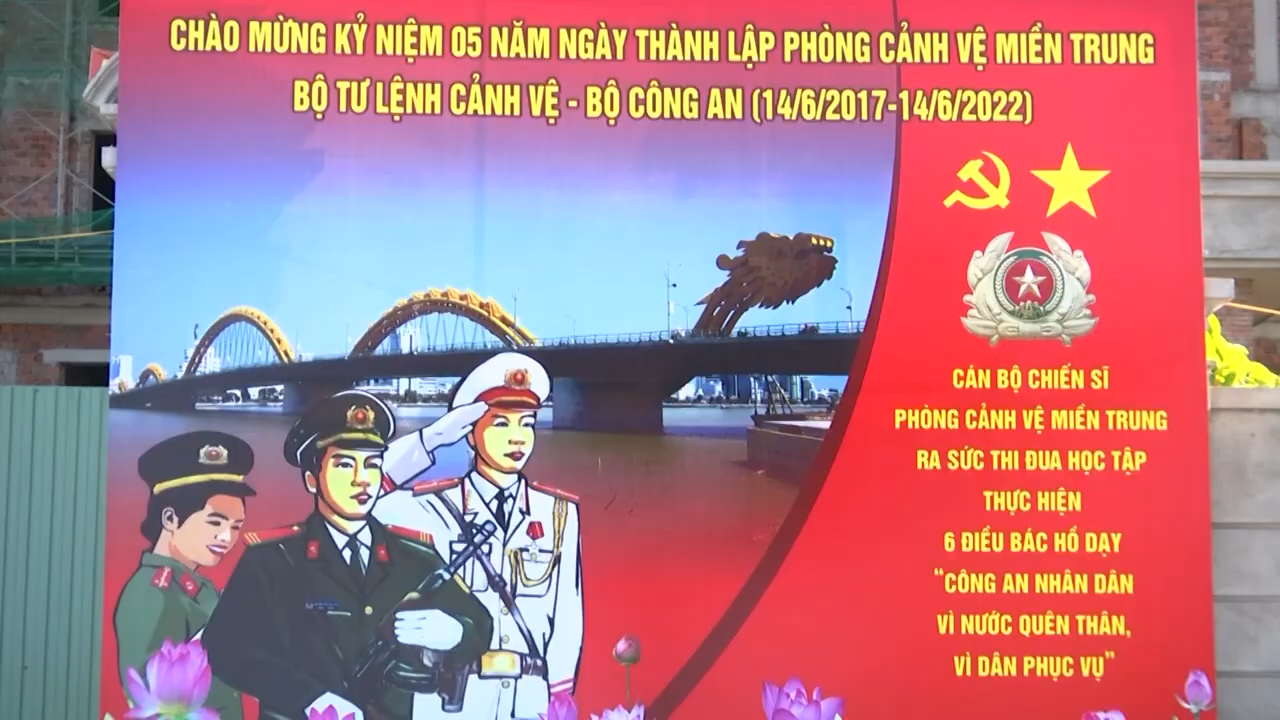 CHÀO MỪNG KỶ NIỆM 05 NĂM NGÀY THÀNH LẬP PHÒNG CẢNH VỆ MIỀN TRUNG
BỘ TƯ LỆNH CẢNH VỆ - BỘ CÔNG AN (14/6/2017-14/6/2022)
CÁN BỘ CHIẾN SĨ
PHÒNG CẢNH VỆ MIỀN TRUNG
RA SỨC THI ĐUA HỌC TẬP
THỰC HIỆN
6 ĐIỀU BÁC HỒ DẠY
“CÔNG AN NHÂN DÂN
VÌ NƯỚC QUÊN THÂN,
VÌ DÂN PHỤC VỤ”